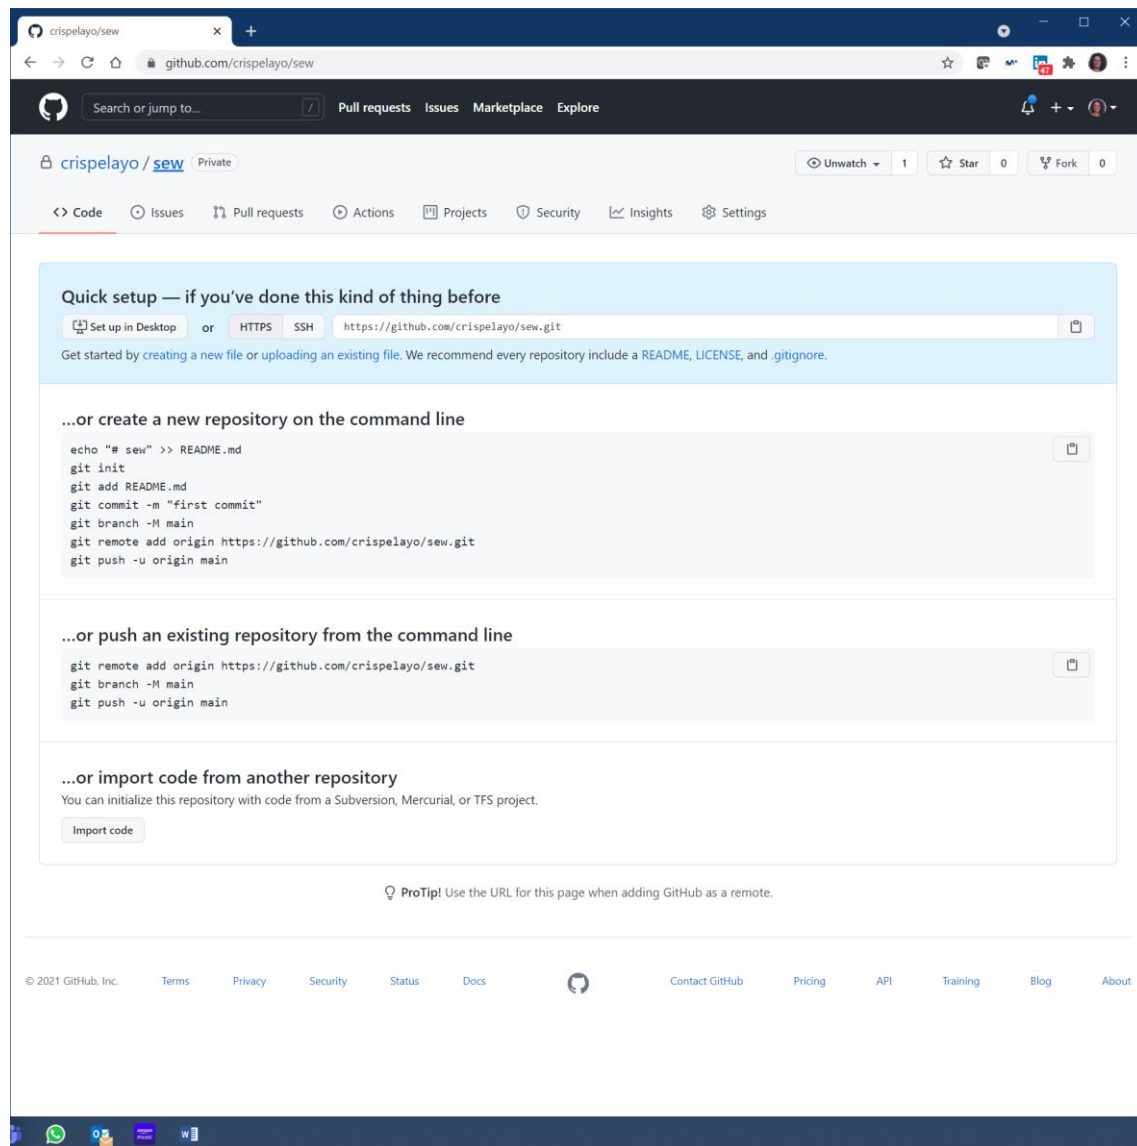 crispelayo/sew
github.com/crispelayo/sew
47
Search or jump to... / Pull requests Issues Marketplace Explore
crispelayo / sew Private Unwatch 1 Star 0 Fork 0
<> Code Issues Pull requests Actions Projects Security Insights Settings
Quick setup — if you've done this kind of thing before
Set up in Desktop or HTTPS SSH https://github.com/crispelayo/sew.git
Get started by creating a new file or uploading an existing file. We recommend every repository include a README, LICENSE, and .gitignore.
…or create a new repository on the command line
echo "# sew" >> README.md
git init
git add README.md
git commit -m "first commit"
git branch -M main
git remote add origin https://github.com/crispelayo/sew.git
git push -u origin main
…or push an existing repository from the command line
git remote add origin https://github.com/crispelayo/sew.git
git branch -M main
git push -u origin main
…or import code from another repository
You can initialize this repository with code from a Subversion, Mercurial, or TFS project.
Import code
ProTip! Use the URL for this page when adding GitHub as a remote.
© 2021 GitHub, Inc. Terms Privacy Security Status Docs Contact GitHub Pricing API Training Blog About
amazon music